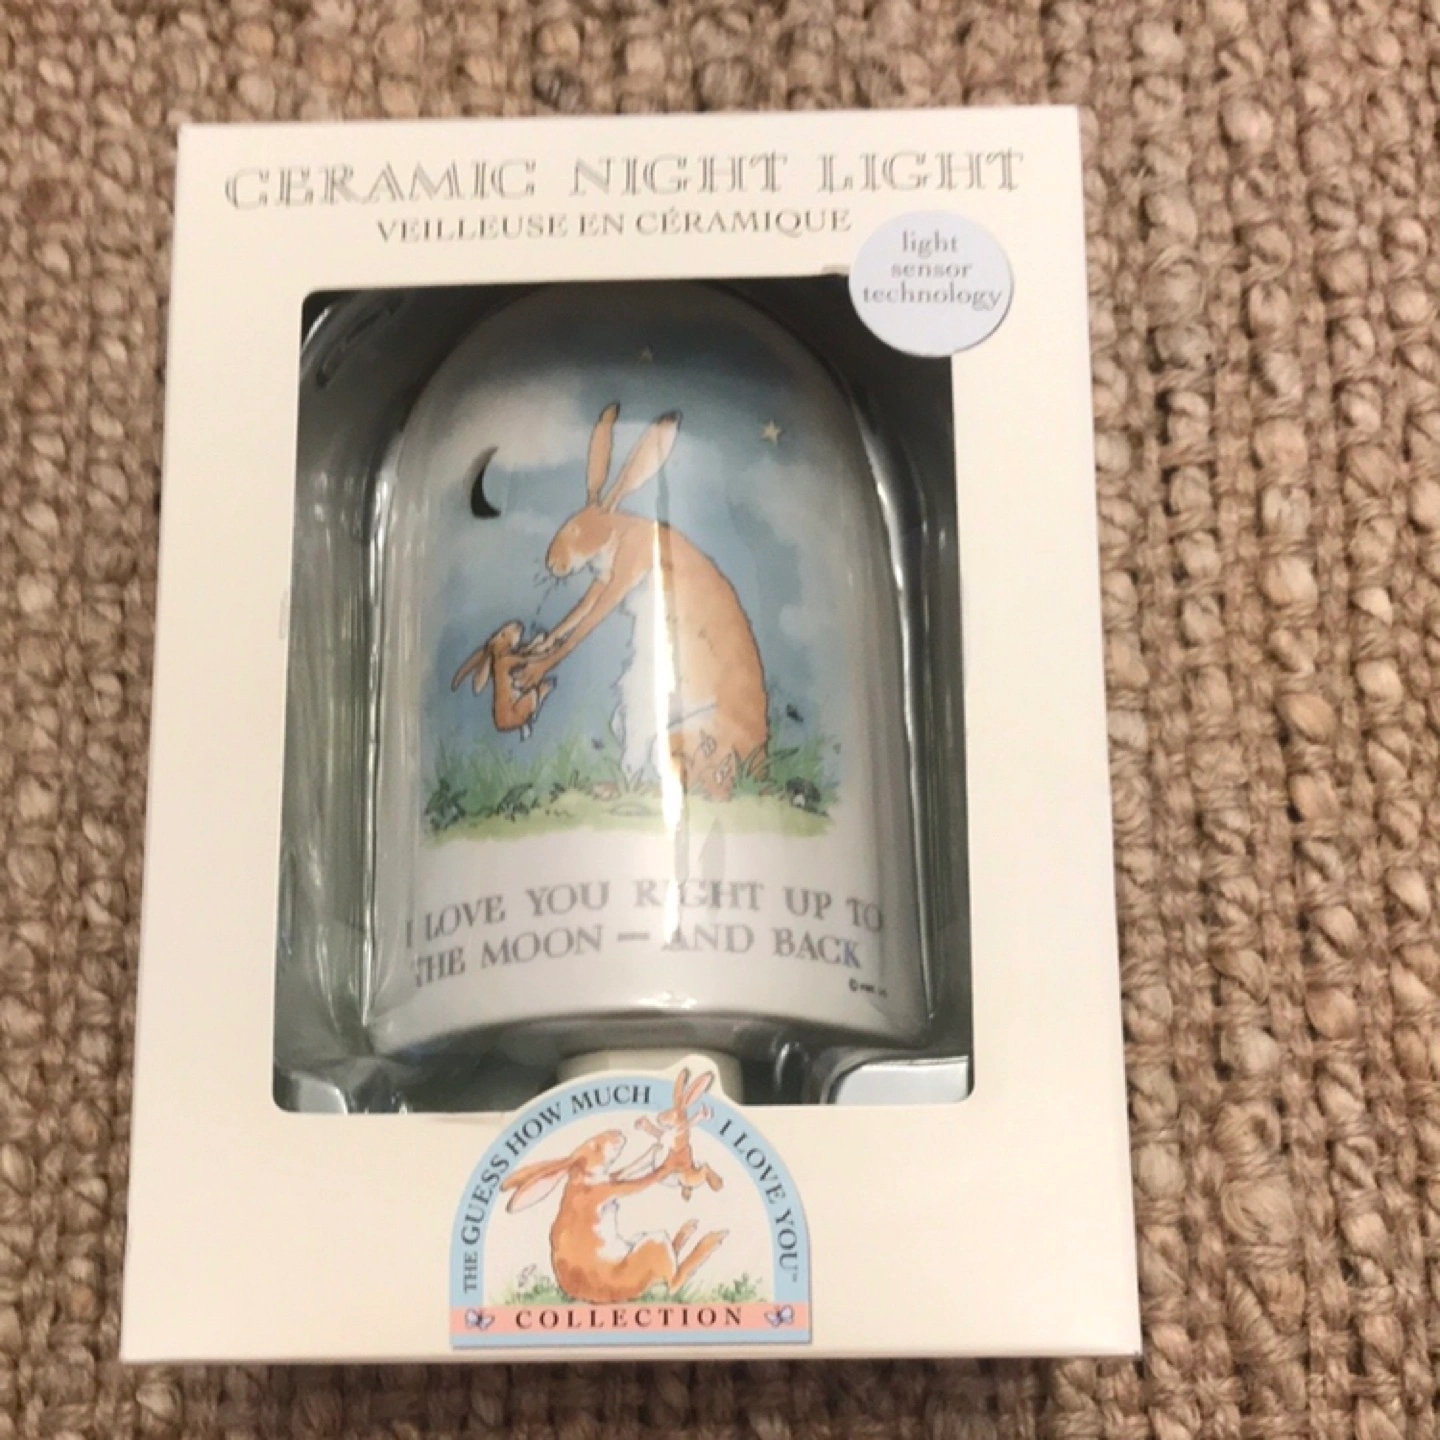 CERAMIC NIGHT LIGHT
VEILLEUSE EN CÉRAMIQUE
light
sensor
technology
I LOVE YOU RIGHT UP TO
THE MOON — AND BACK
THE GUESS HOW MUCH I LOVE YOU™
COLLECTION